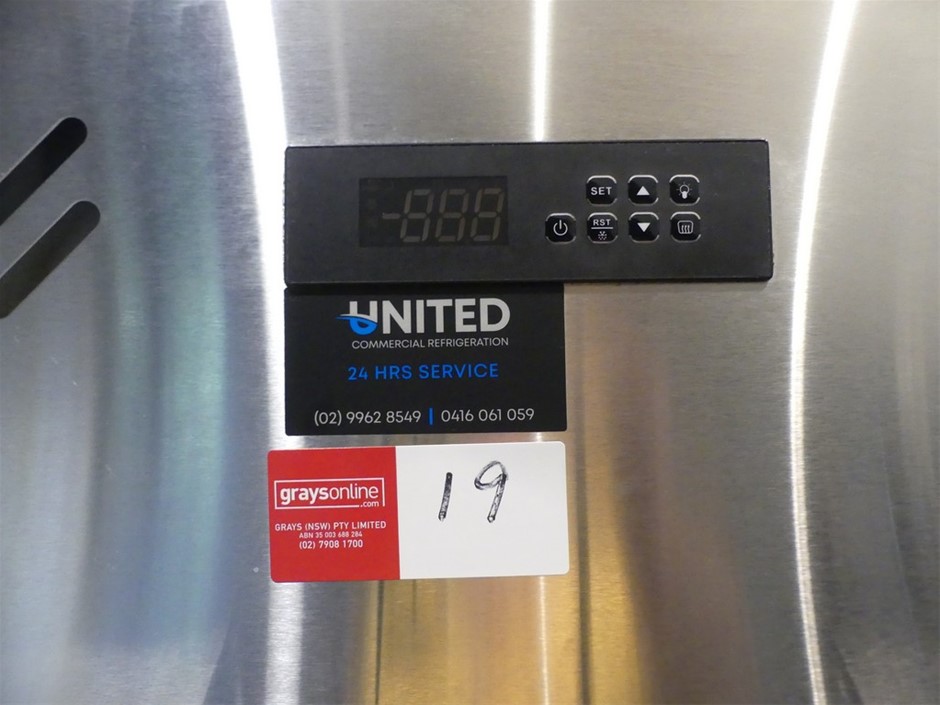 SET
RST
UNITED
COMMERCIAL REFRIGERATION
24 HRS SERVICE
(02) 9962 8549 | 0416 061 059
graysonline
.com
GRAYS (NSW) PTY LIMITED
ABN 35 003 688 284
(02) 7908 1700
19